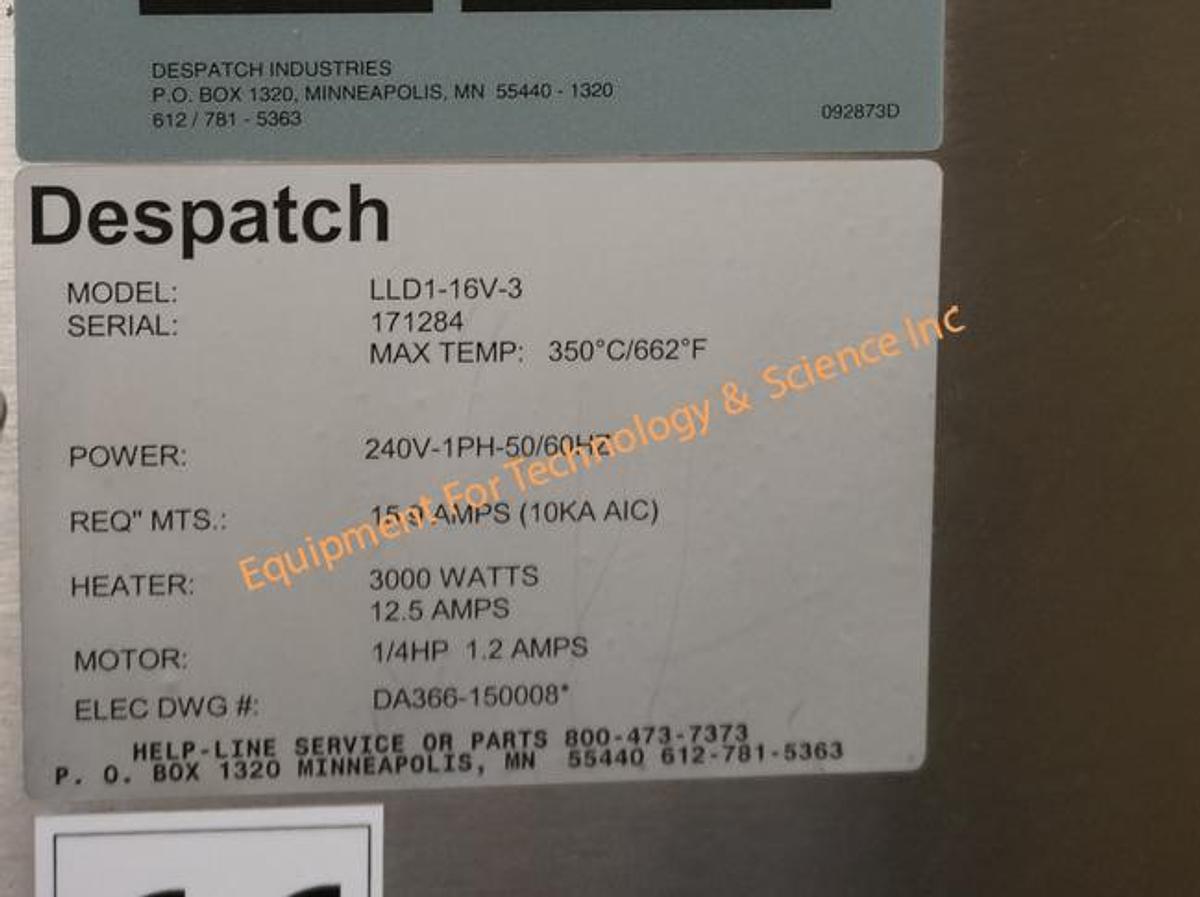 DESPATCH INDUSTRIES
P.O. BOX 1320, MINNEAPOLIS, MN 55440 - 1320
612 / 781 - 5363
092873D
Despatch
MODEL: LLD1-16V-3
SERIAL: 171284
MAX TEMP: 350°C/662°F
POWER: 240V-1PH-50/60HZ
REQ" MTS.: 15.9 AMPS (10KA AIC)
HEATER: 3000 WATTS
12.5 AMPS
MOTOR: 1/4HP 1.2 AMPS
ELEC DWG #: DA366-150008*
HELP-LINE SERVICE OR PARTS 800-473-7373
P. O. BOX 1320 MINNEAPOLIS, MN 55440 612-781-5363
Equipment For Technology & Science Inc